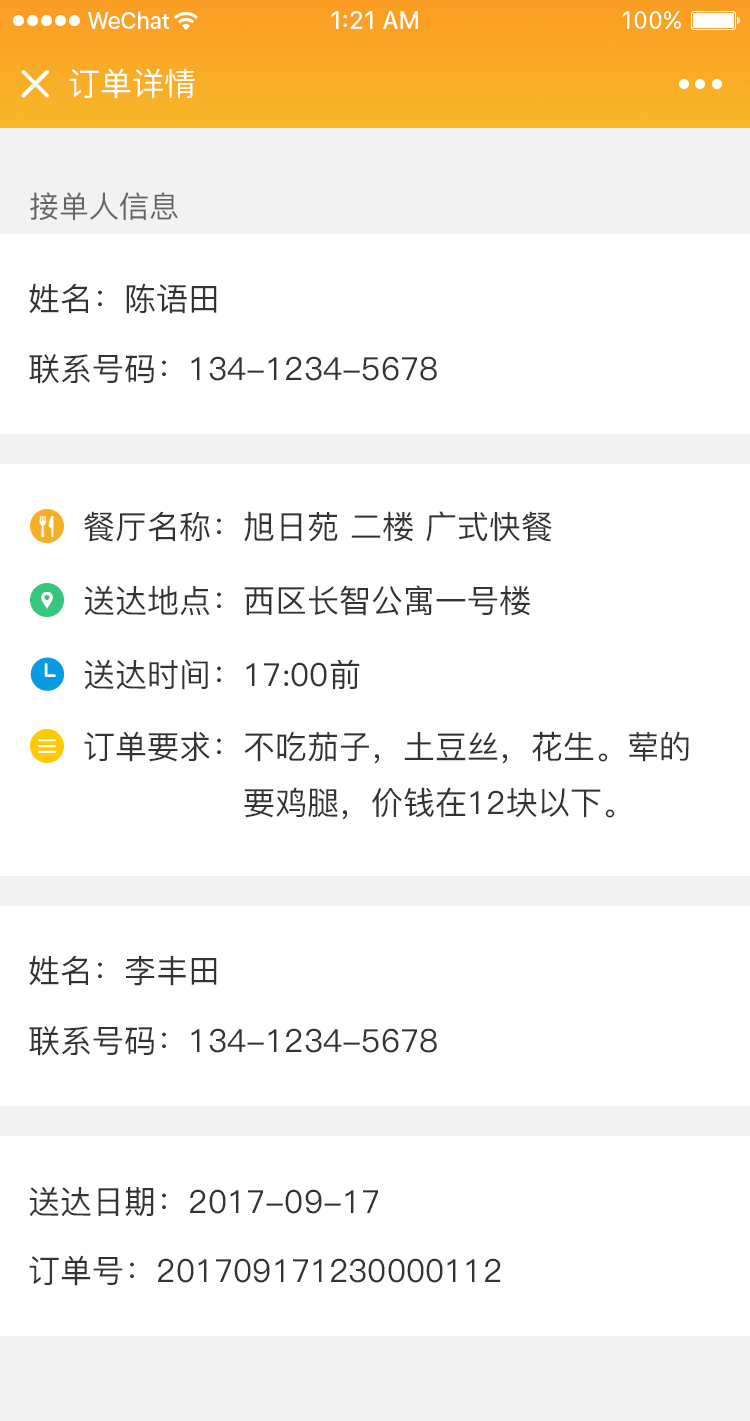 WeChat 1:21 AM 100%
订单详情
接单人信息
姓名：陈语田
联系号码：134-1234-5678
餐厅名称：旭日苑 二楼 广式快餐
送达地点：西区长智公寓一号楼
送达时间：17:00前
订单要求：不吃茄子，土豆丝，花生。荤的
要鸡腿，价钱在12块以下。
姓名：李丰田
联系号码：134-1234-5678
送达日期：2017-09-17
订单号：201709171230000112